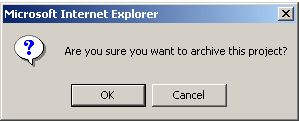 Microsoft Internet Explorer
?
Are you sure you want to archive this project?
OK
Cancel